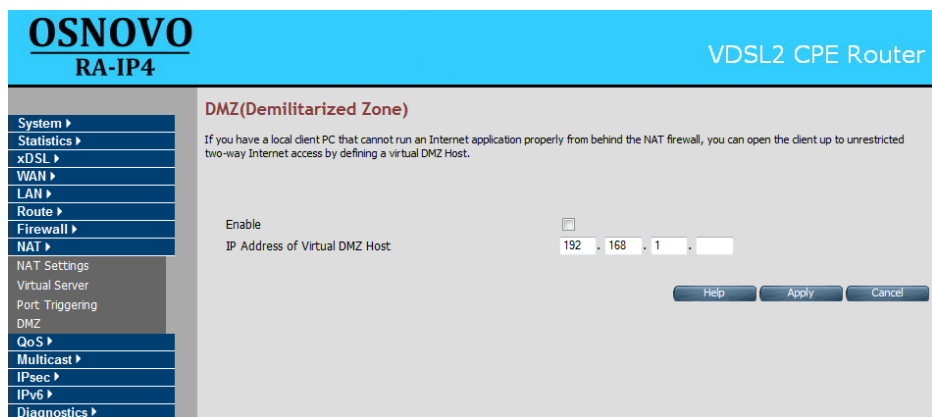 OSNOVO
RA-IP4
VDSL2 CPE Router
System
Statistics
xDSL
WAN
LAN
Route
Firewall
NAT
NAT Settings
Virtual Server
Port Triggering
DMZ
QoS
Multicast
IPsec
IPv6
Diagnostics
DMZ(Demilitarized Zone)
If you have a local client PC that cannot run an Internet application properly from behind the NAT firewall, you can open the client up to unrestricted
two-way Internet access by defining a virtual DMZ Host.
Enable
IP Address of Virtual DMZ Host 192 . 168 . 1 .
Help Apply Cancel